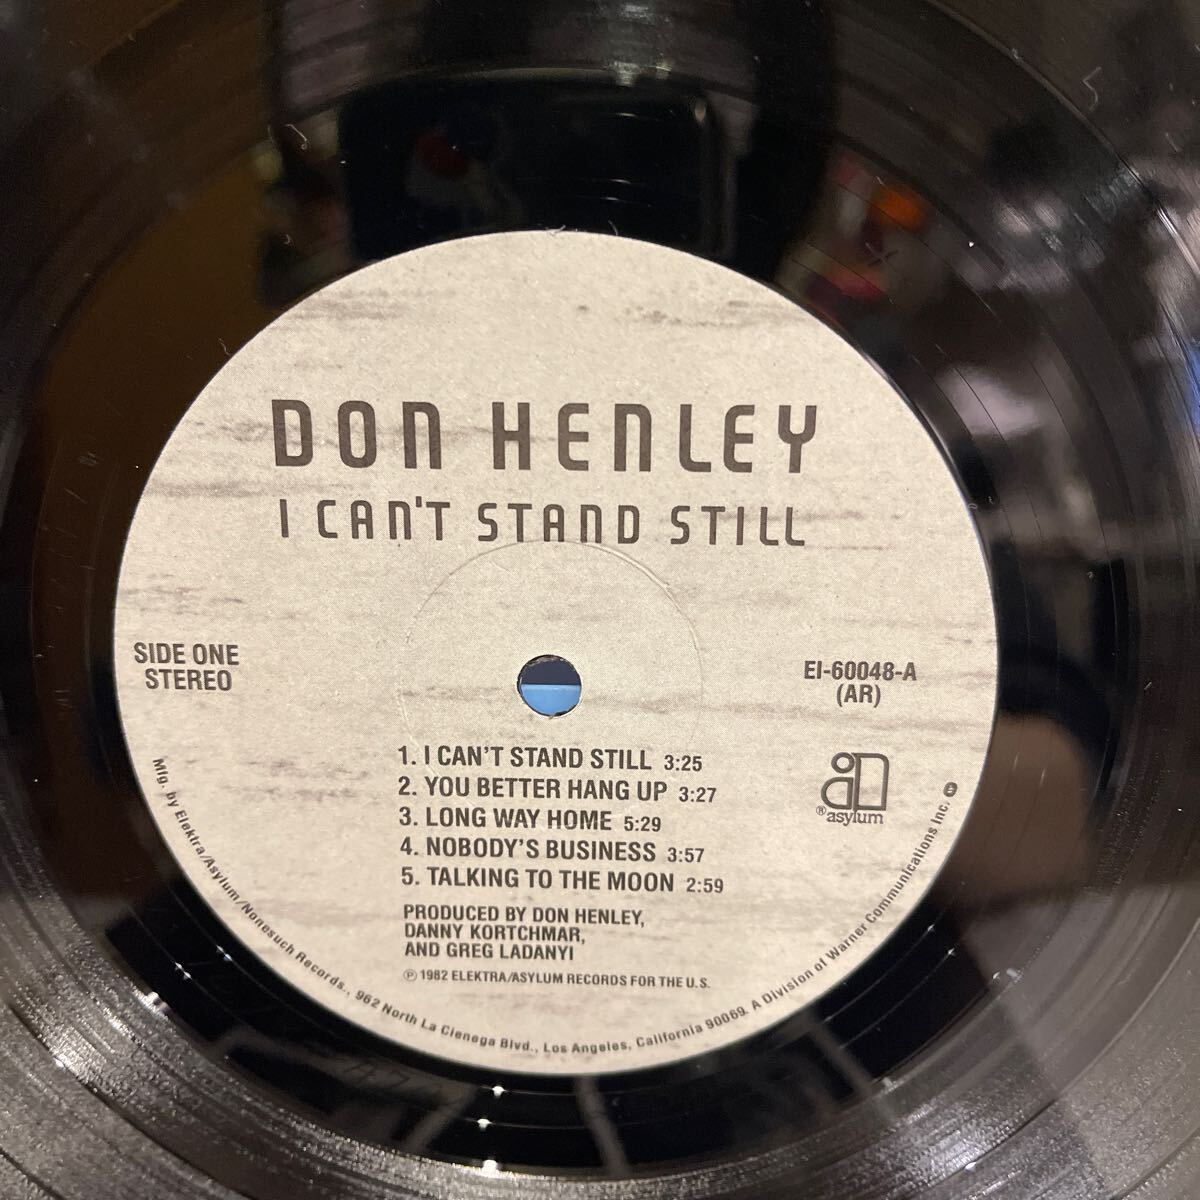 DON HENLEY
I CAN'T STAND STILL
SIDE ONE
STEREO
EI-60048-A
(AR)
1. I CAN'T STAND STILL 3:25
2. YOU BETTER HANG UP 3:27
3. LONG WAY HOME 5:29
4. NOBODY'S BUSINESS 3:57
5. TALKING TO THE MOON 2:59
® asylum
PRODUCED BY DON HENLEY,
DANNY KORTCHMAR,
AND GREG LADANYI
℗ 1982 ELEKTRA/ASYLUM RECORDS FOR THE U.S.
Mfg. by Elektra/Asylum/Nonesuch Records., 962 North La Cienega Blvd., Los Angeles, California 90069. A Division of Warner Communications Inc.